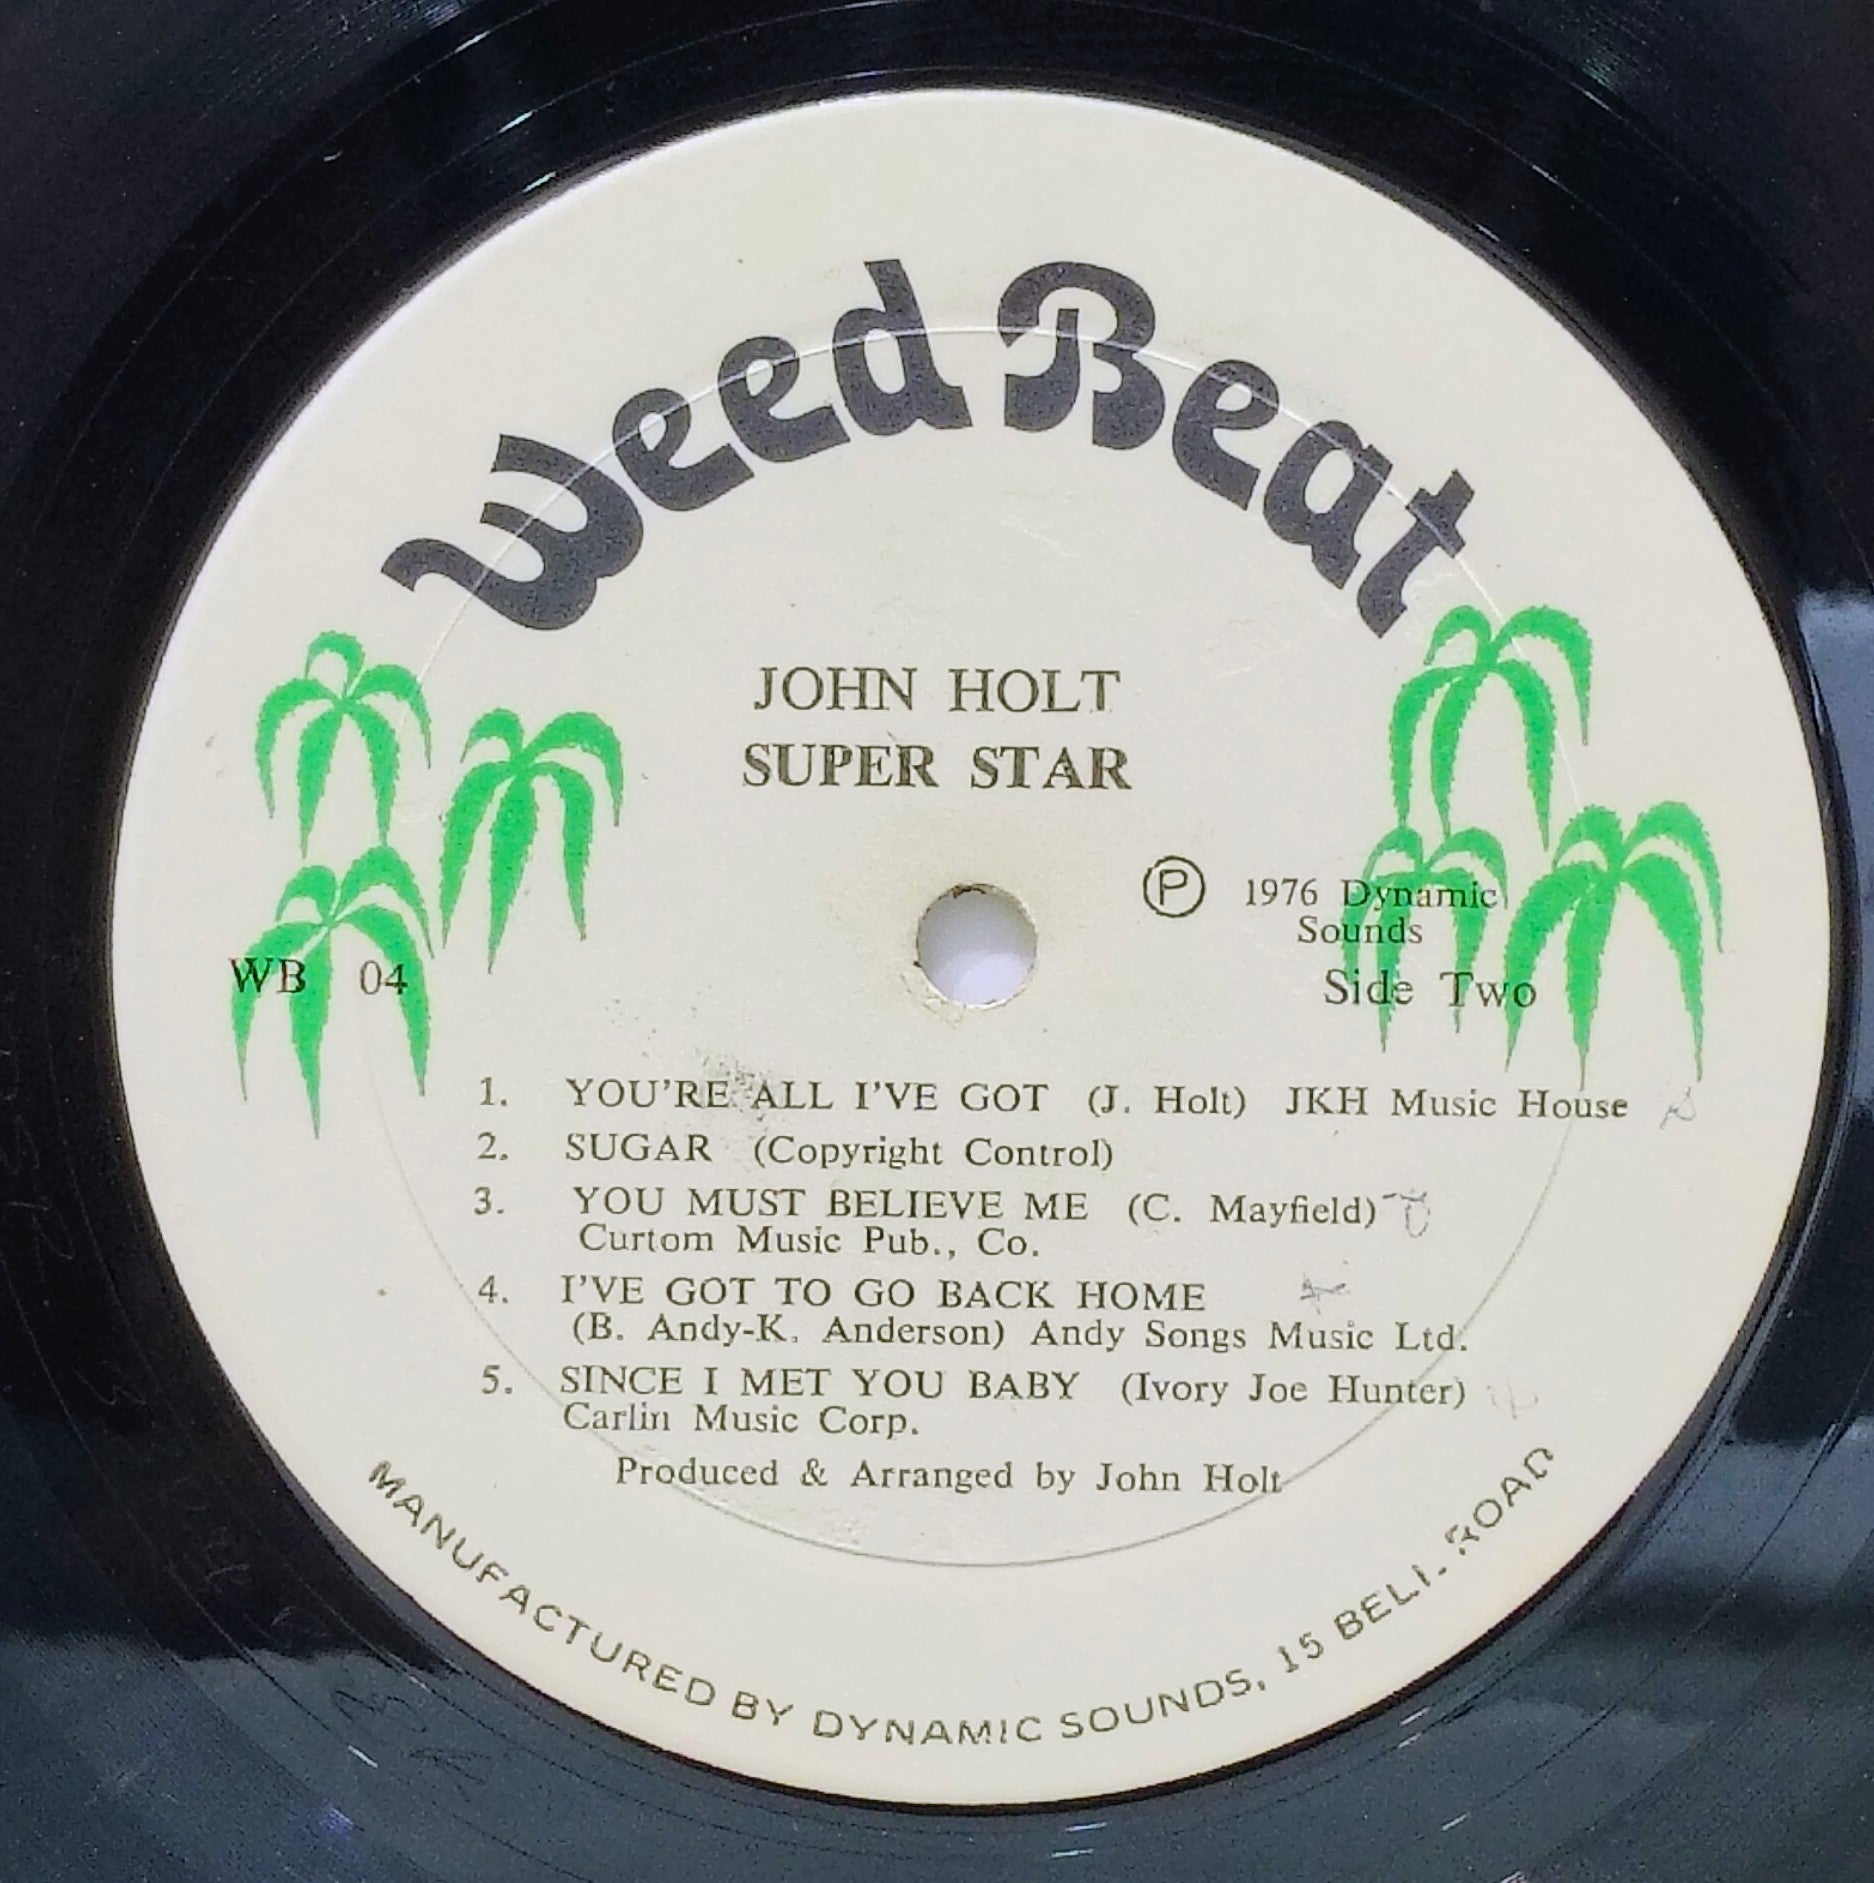 Weed Beat
JOHN HOLT
SUPER STAR
Ⓟ 1976 Dynamic
Sounds
WB 04
Side Two
1. YOU'RE ALL I'VE GOT (J. Holt) JKH Music House
2. SUGAR (Copyright Control)
3. YOU MUST BELIEVE ME (C. Mayfield)
Curtom Music Pub., Co.
4. I'VE GOT TO GO BACK HOME
(B. Andy-K. Anderson) Andy Songs Music Ltd.
5. SINCE I MET YOU BABY (Ivory Joe Hunter)
Carlin Music Corp.
Produced & Arranged by John Holt
MANUFACTURED BY DYNAMIC SOUNDS, 15 BELL ROAD